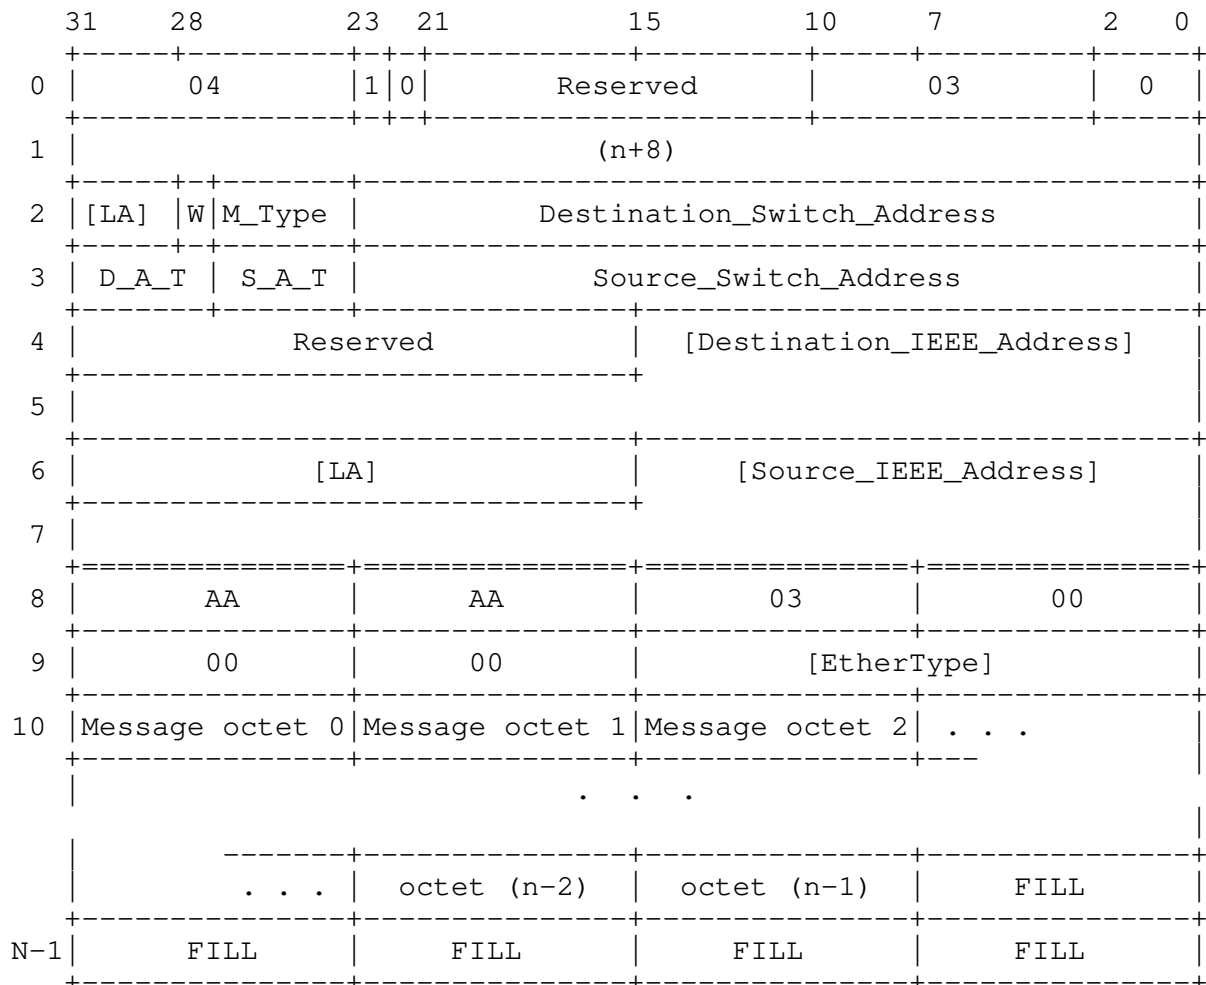 31 28 23 21 15 10 7 2 0
0 04 1 0 Reserved 03 0
1 (n+8)
2 [LA] W M_Type Destination_Switch_Address
3 D_A_T S_A_T Source_Switch_Address
4 Reserved [Destination_IEEE_Address]
5
6 [LA] [Source_IEEE_Address]
7
8 AA AA 03 00
9 00 00 [EtherType]
10 Message octet 0 Message octet 1 Message octet 2 . . .
. . .
. . . octet (n-2) octet (n-1) FILL
N-1 FILL FILL FILL FILL